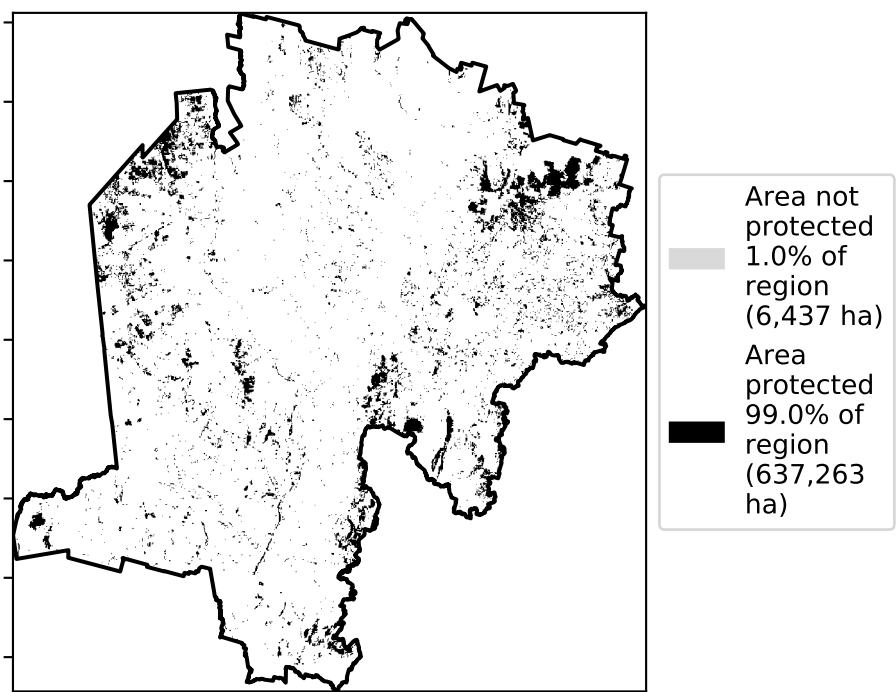 Area not
protected
1.0% of
region
(6,437 ha)
Area
protected
99.0% of
region
(637,263
ha)